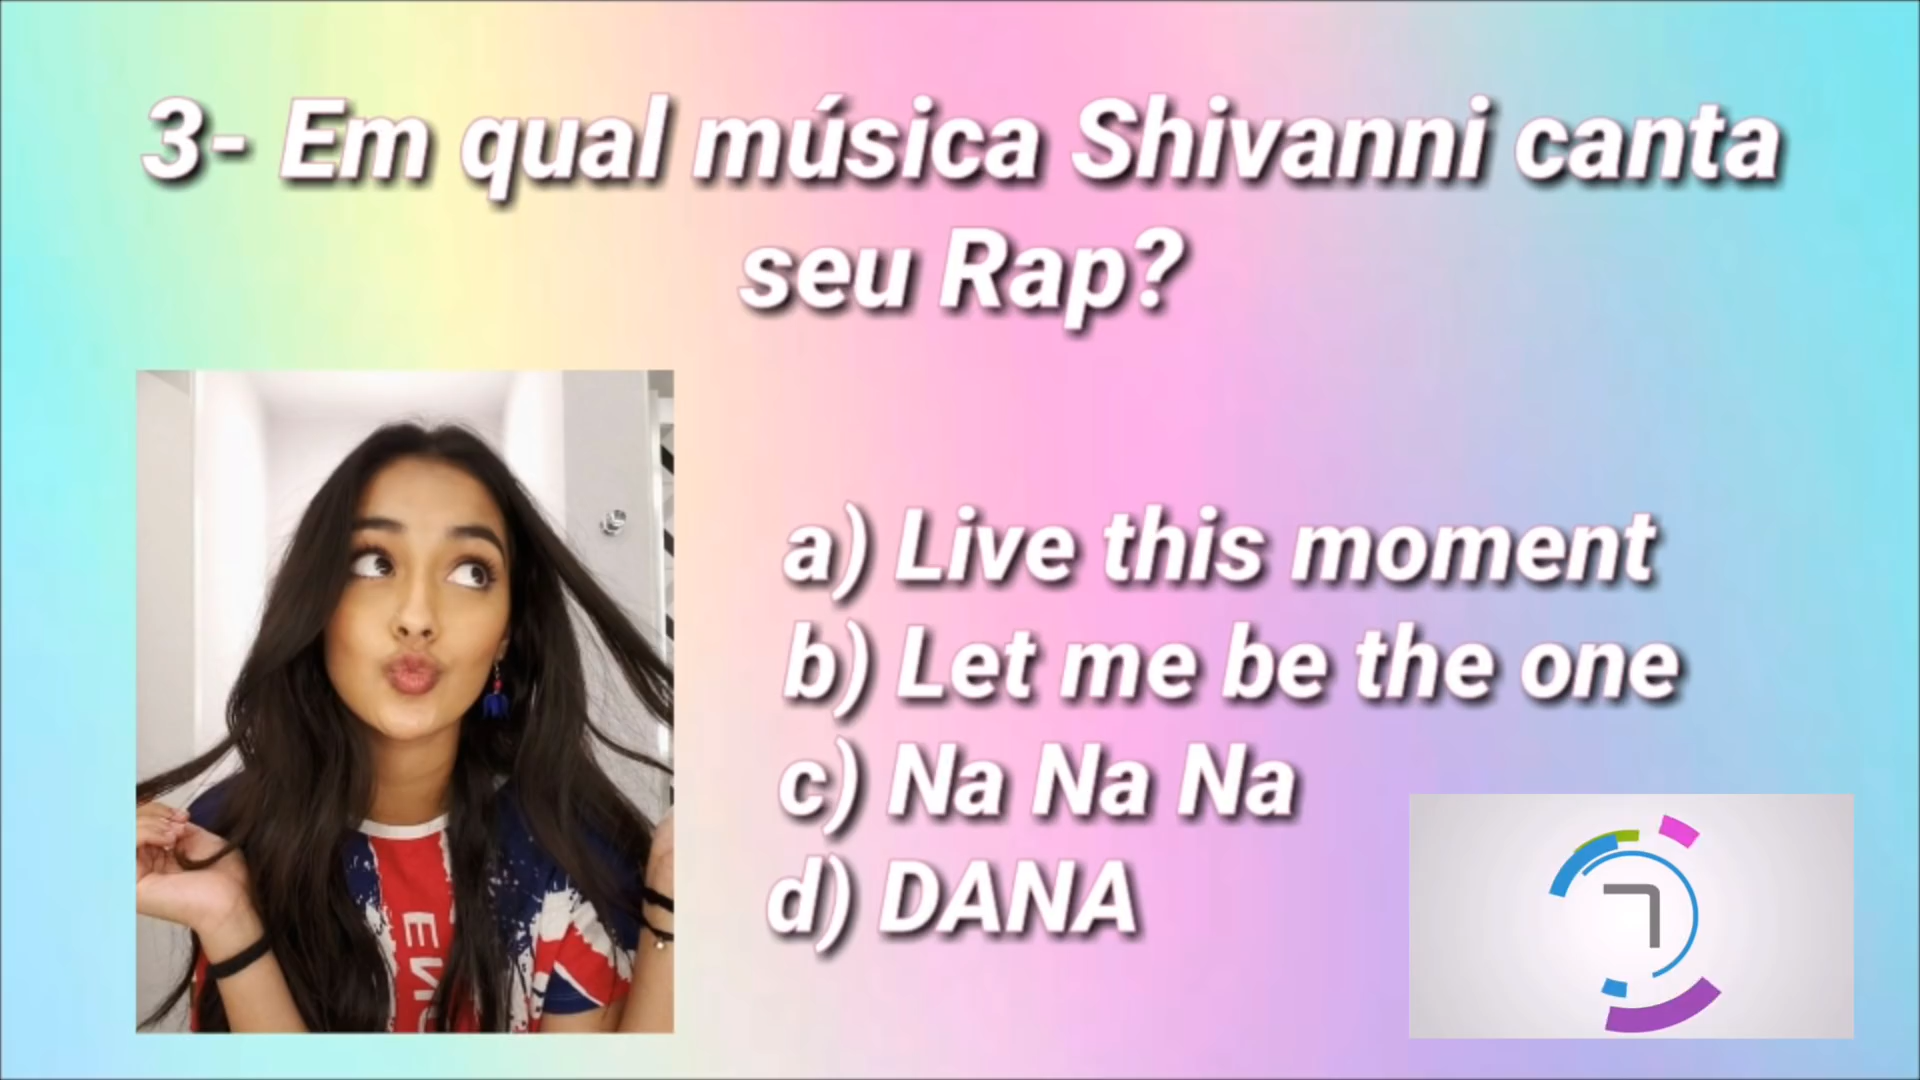 3- Em qual música Shivanni canta
seu Rap?
a) Live this moment
b) Let me be the one
c) Na Na Na
d) DANA